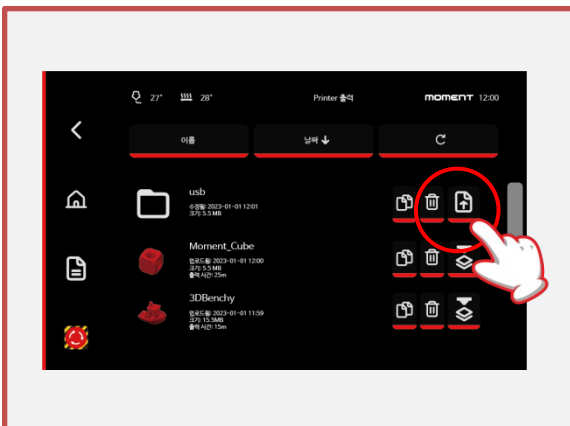 27° 28° Printer 출력 moment 12:00
이름 날짜 ↓
usb
수정됨: 2023-01-01 12:01
크기: 5.5 MB
Moment_Cube
업로드됨: 2023-01-01 12:00
크기: 5.5 MB
출력 시간: 25m
3DBenchy
업로드됨: 2023-01-01 11:59
크기: 15.5MB
출력 시간: 15m